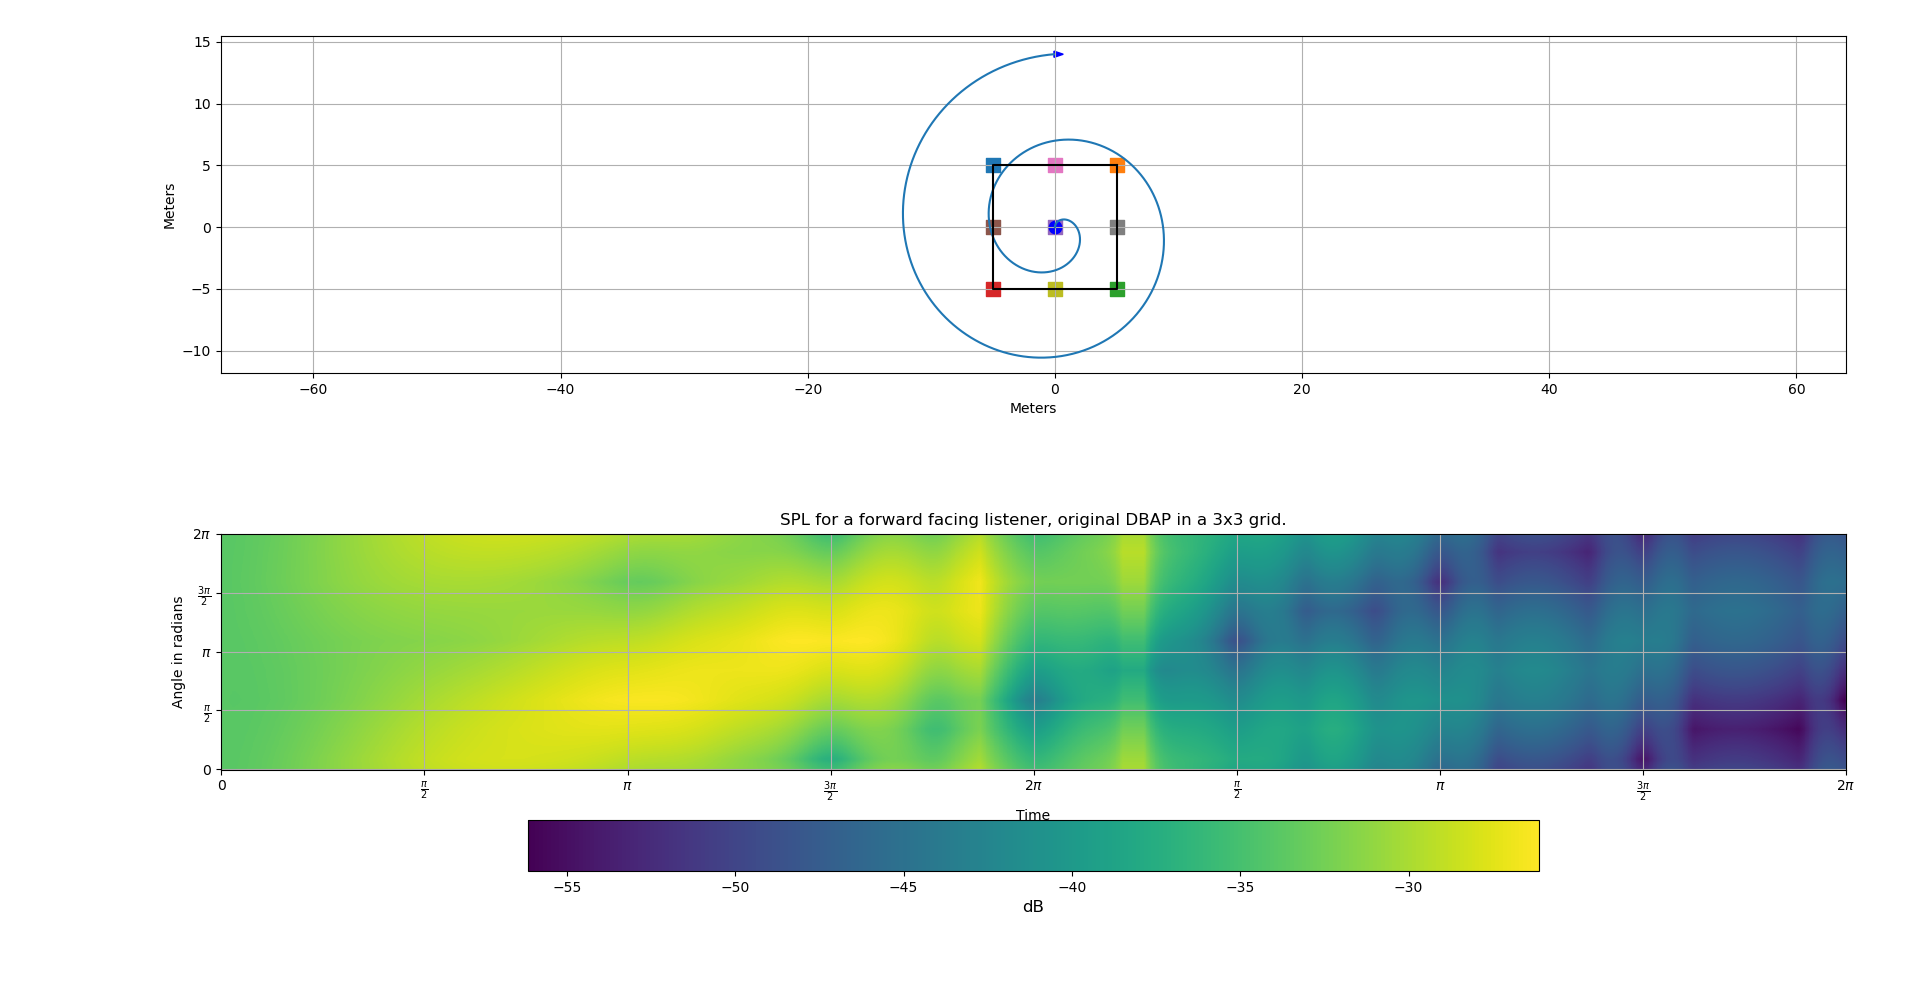 15
10
5
0
−5
−10
Meters
−60 −40 −20 0 20 40 60
Meters
SPL for a forward facing listener, original DBAP in a 3x3 grid.
2π
3π/2
π
π/2
0
Angle in radians
0 π/2 π 3π/2 2π π/2 π 3π/2 2π
Time
−55 −50 −45 −40 −35 −30
dB